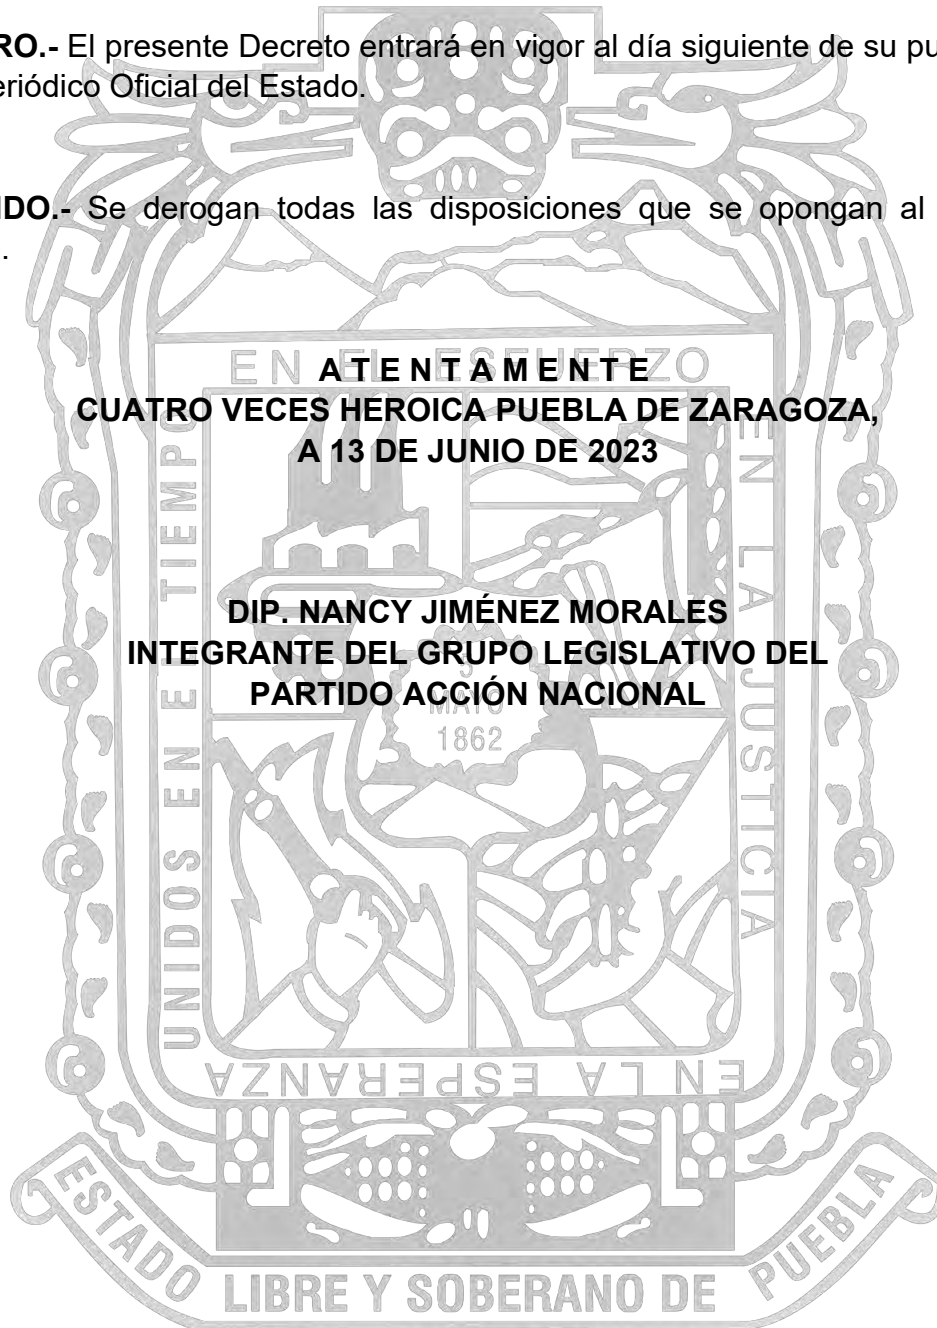 RO.- El presente Decreto entrará en vigor al día siguiente de su pu
eriódico Oficial del Estado.
IDO.- Se derogan todas las disposiciones que se opongan al
.
EN EL ESFUERZO
A T E N T A M E N T E
CUATRO VECES HEROICA PUEBLA DE ZARAGOZA,
A 13 DE JUNIO DE 2023
UNIDOS EN EL TIEMPO
EN LA JUSTICIA
DIP. NANCY JIMÉNEZ MORALES
INTEGRANTE DEL GRUPO LEGISLATIVO DEL
PARTIDO ACCIÓN NACIONAL
5
MAYO
1862
EN LA ESPERANZA
ESTADO LIBRE Y SOBERANO DE PUEBLA